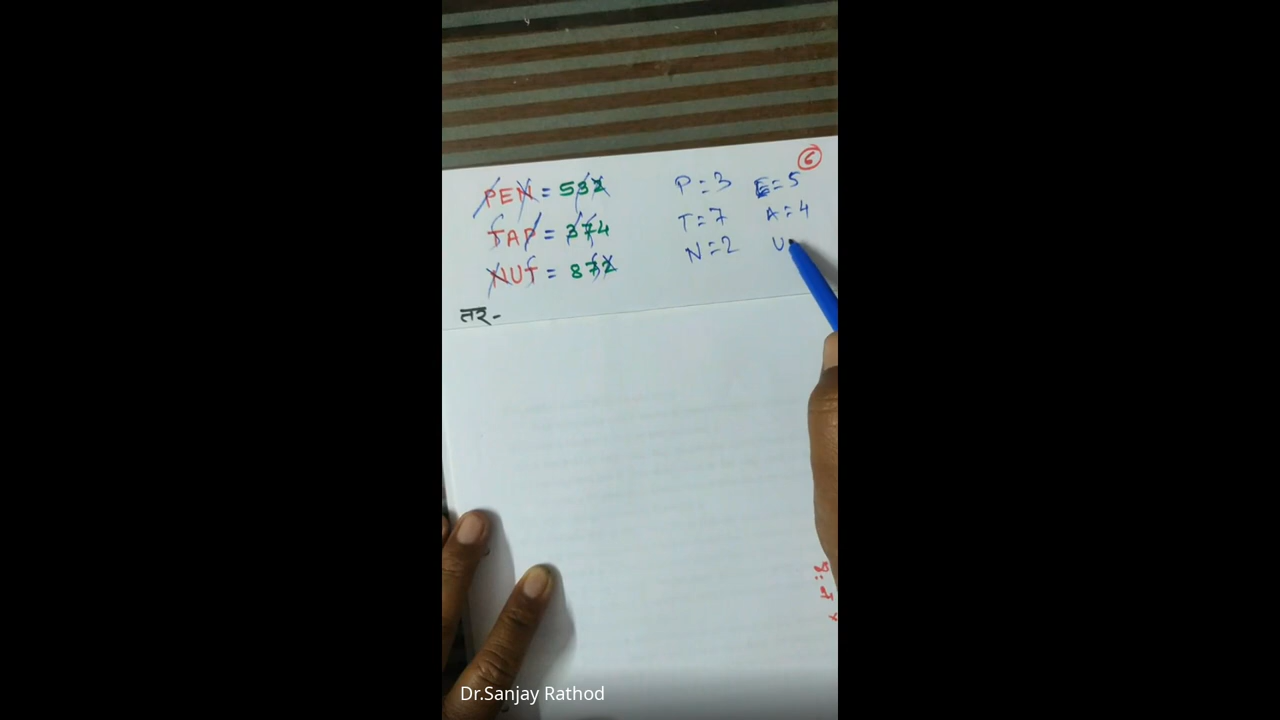 6
PEN = 532 P = 3 E = 5
TAP = 374 T = 7 A = 4
NUT = 872 N = 2 U
तर-
Dr.Sanjay Rathod